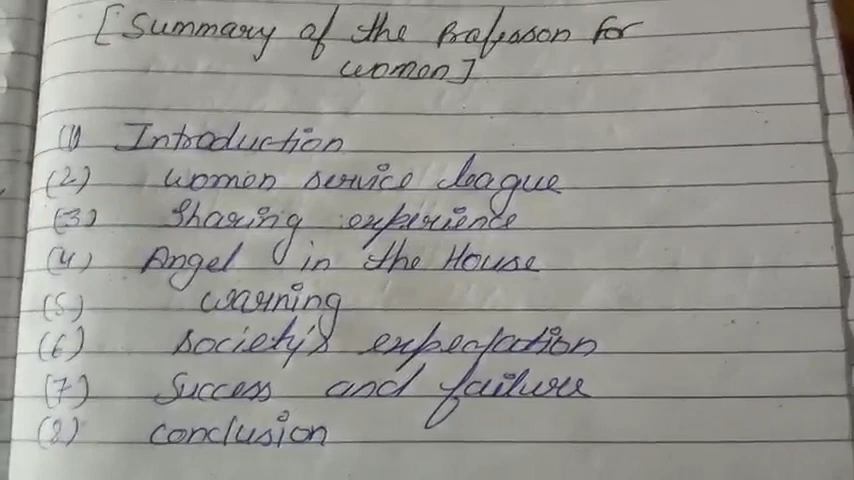 [Summary of the Profession for
women]
(1) Introduction
(2) women service league
(3) Sharing experience
(4) Angel in the House
(5) warning
(6) society's expectation
(7) Success and failure
(8) conclusion